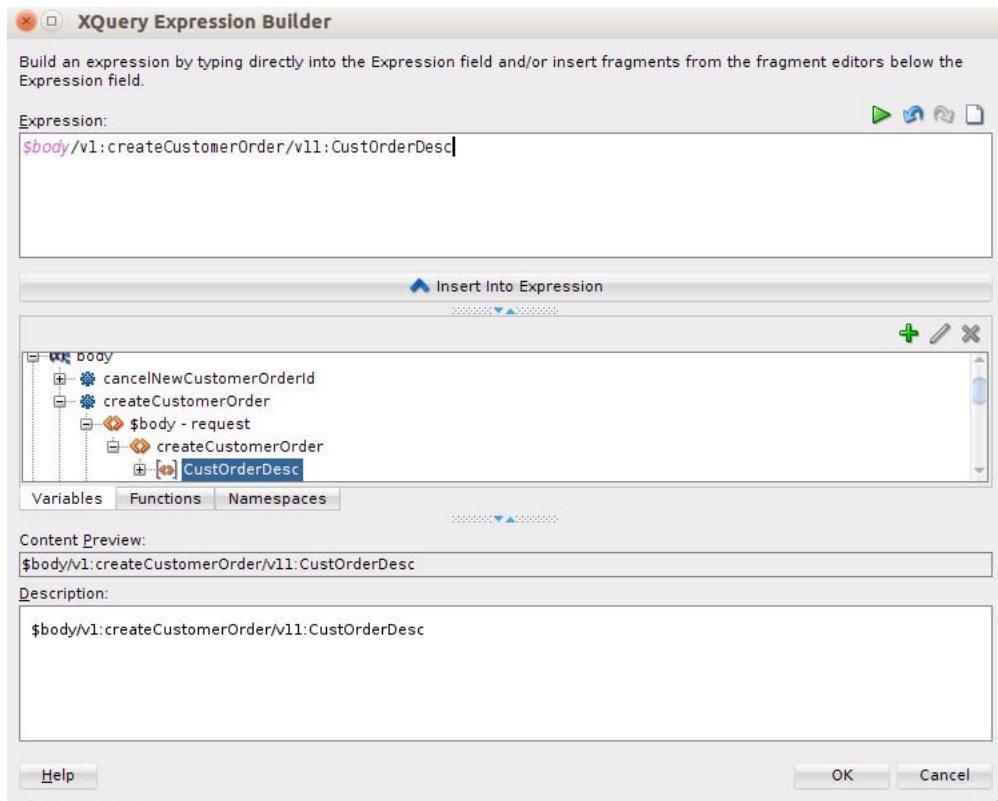 XQuery Expression Builder
Build an expression by typing directly into the Expression field and/or insert fragments from the fragment editors below the
Expression field.
Expression:
$body/v1:createCustomerOrder/v11:CustOrderDesc
Insert Into Expression
body
cancelNewCustomerOrderId
createCustomerOrder
$body - request
createCustomerOrder
CustOrderDesc
Variables Functions Namespaces
Content Preview:
$body/v1:createCustomerOrder/v11:CustOrderDesc
Description:
$body/v1:createCustomerOrder/v11:CustOrderDesc
Help OK Cancel